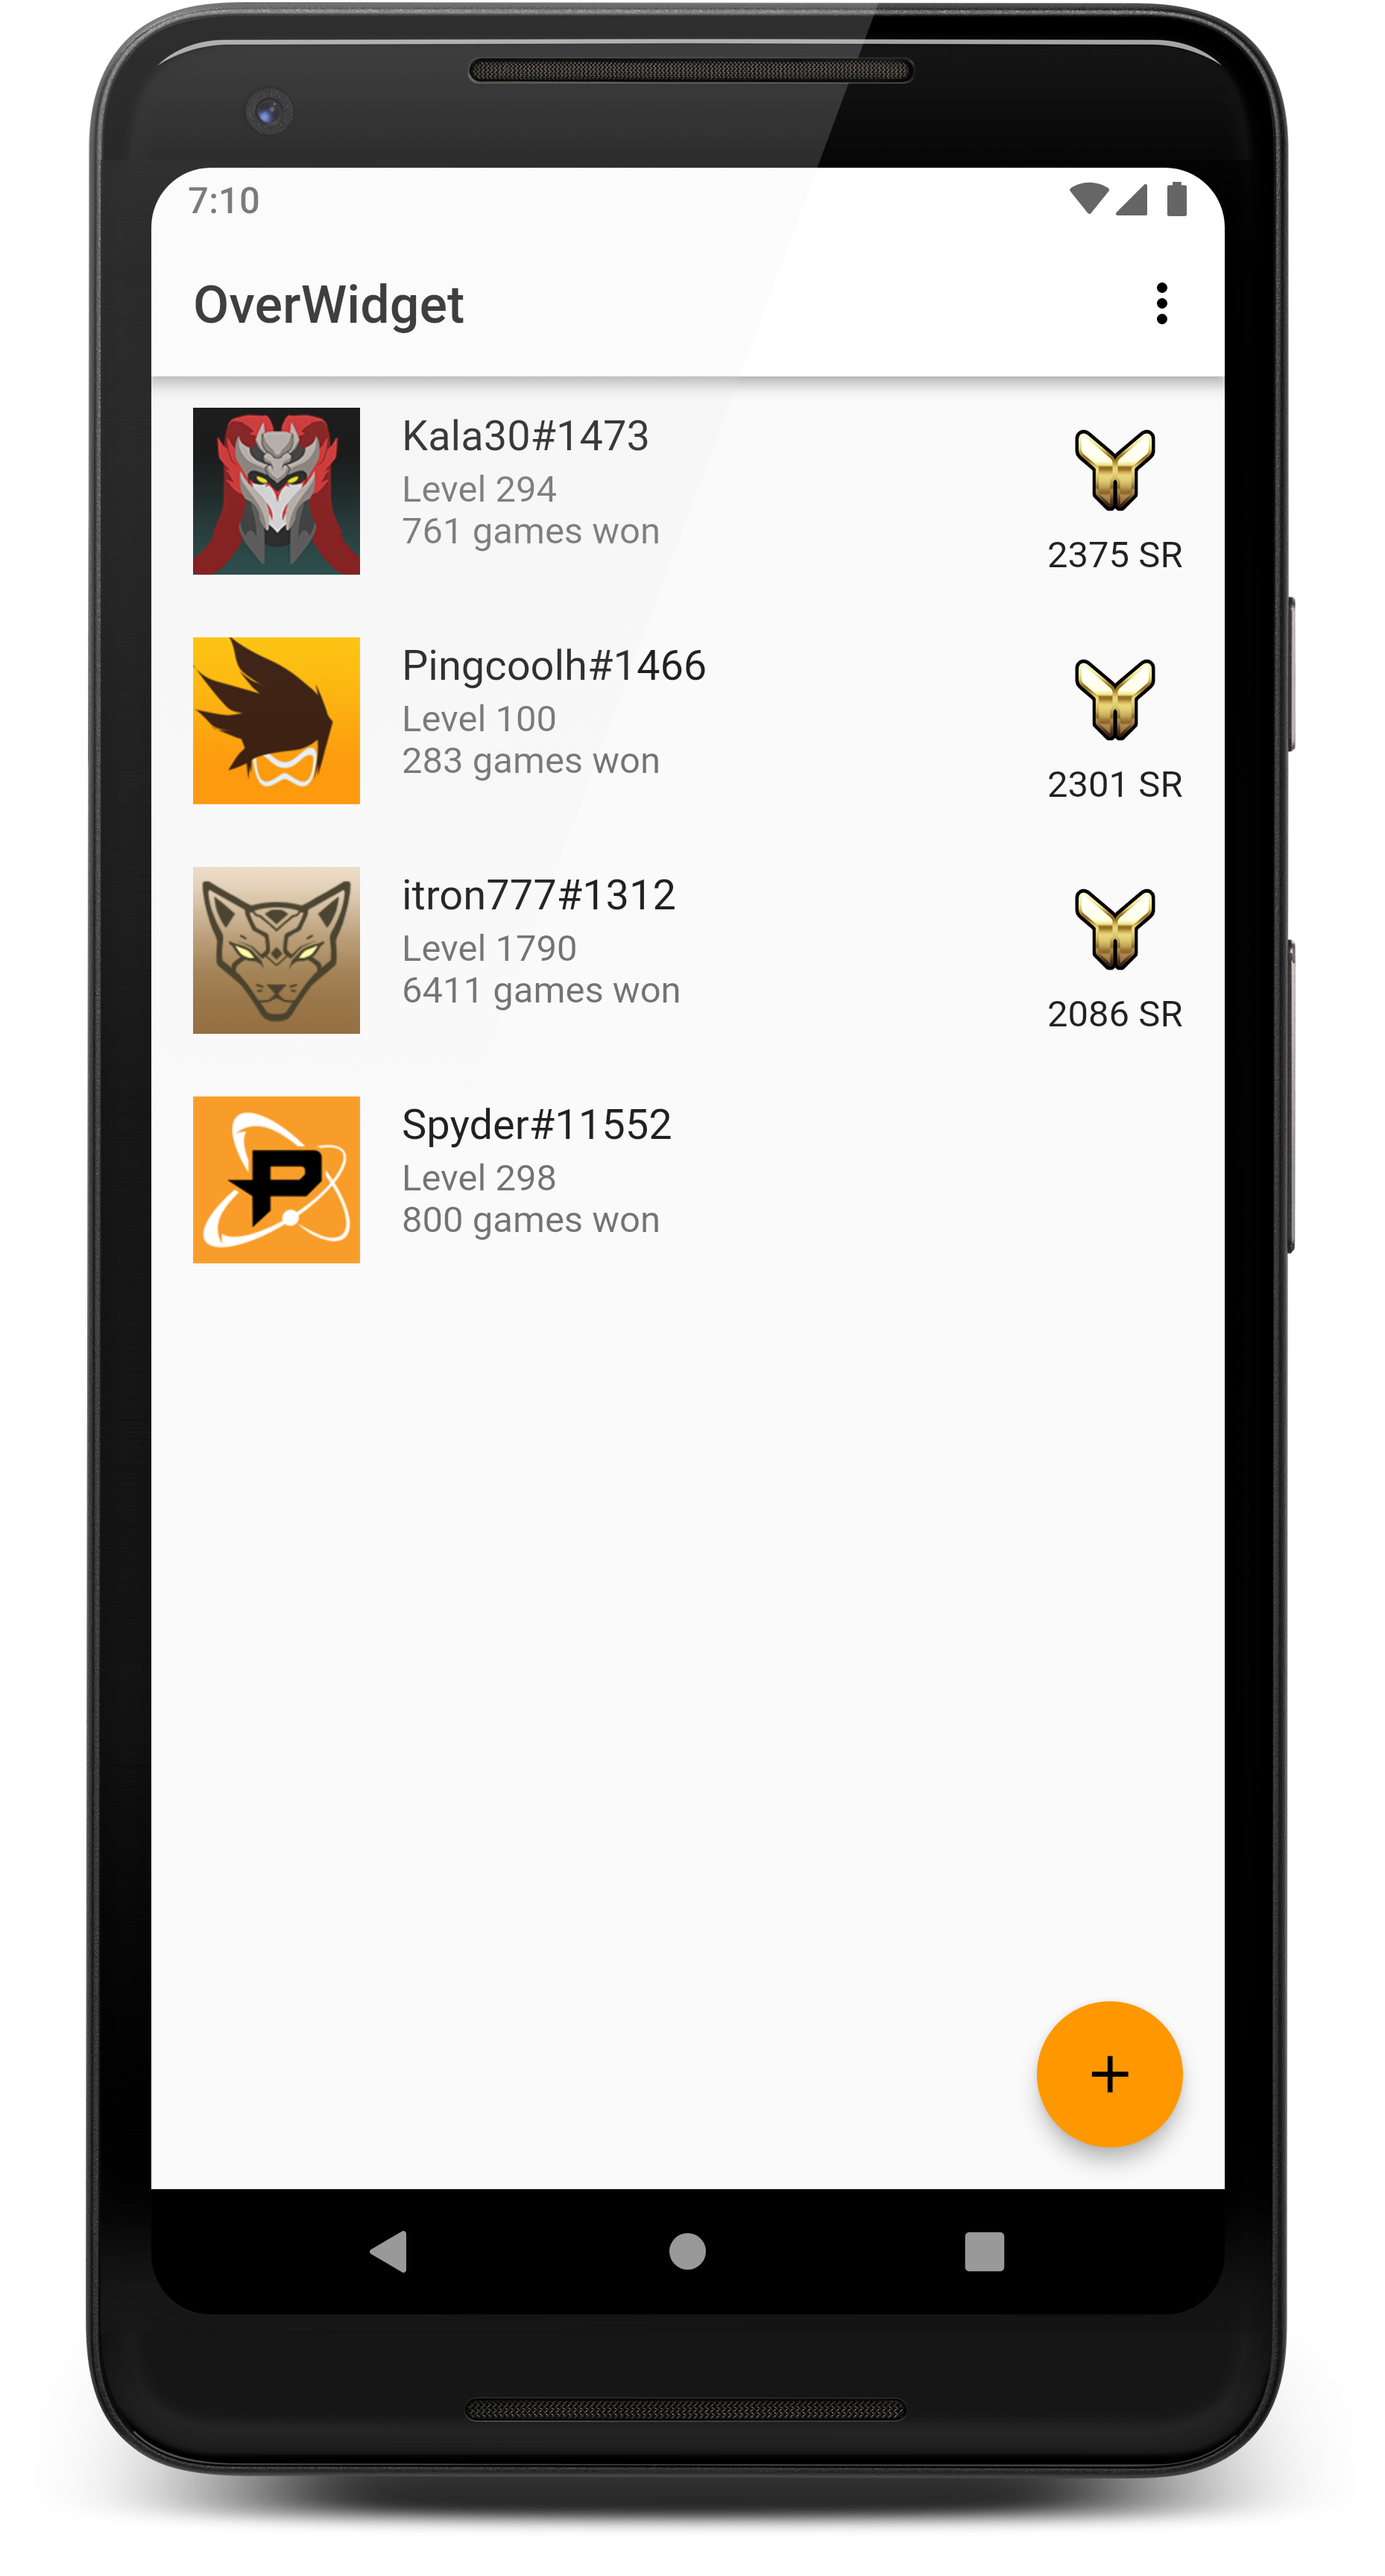 7:10
OverWidget
Kala30#1473
Level 294
761 games won
2375 SR
Pingcoolh#1466
Level 100
283 games won
2301 SR
itron777#1312
Level 1790
6411 games won
2086 SR
Spyder#11552
Level 298
800 games won